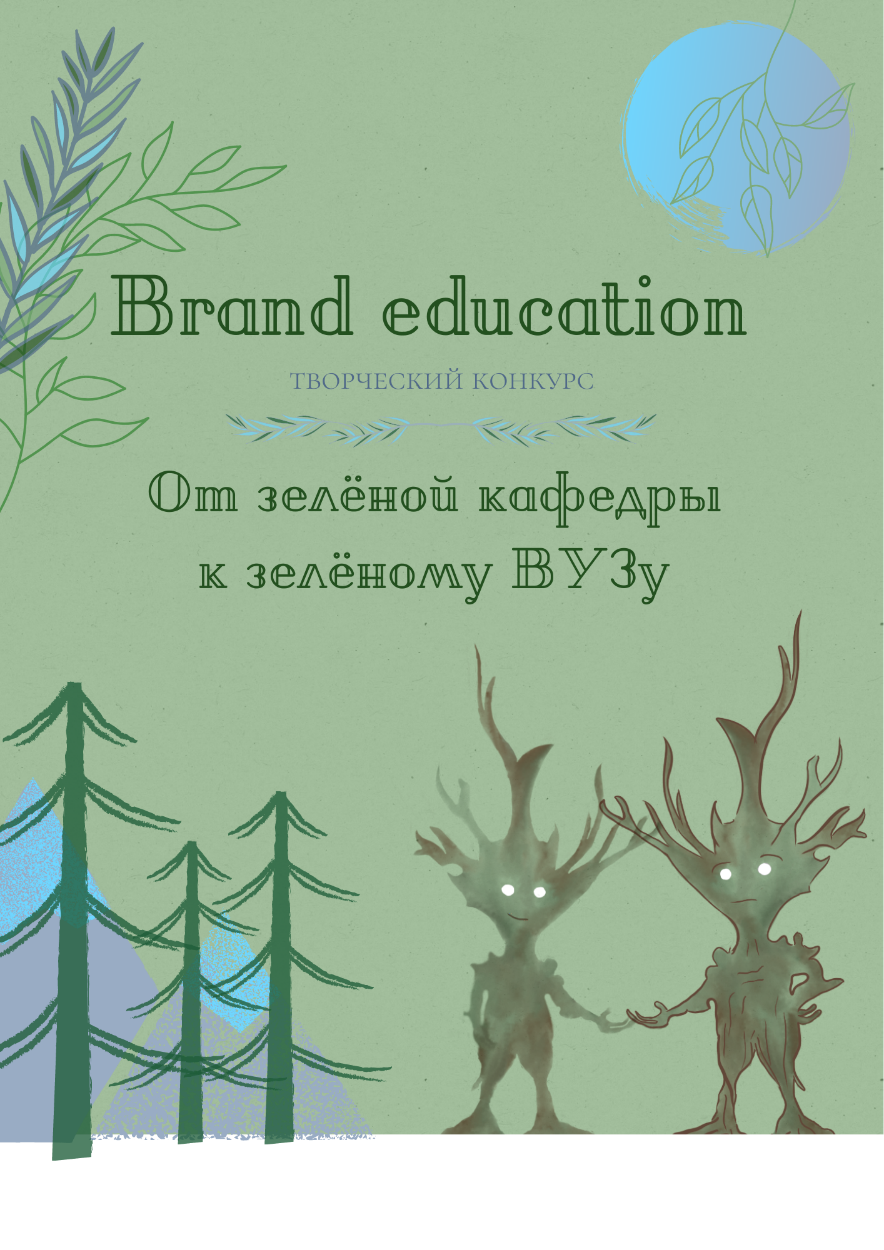 Brand education
ТВОРЧЕСКИЙ КОНКУРС
От зелёной кафедры
к зелёному ВУЗу